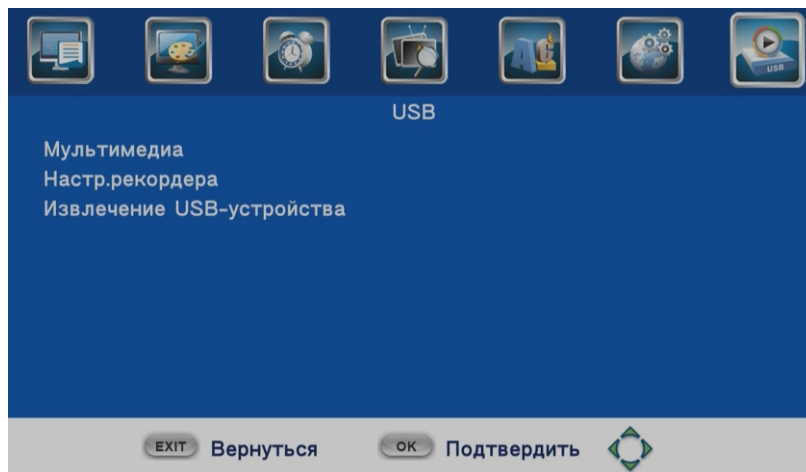 USB
USB
Мультимедиа
Настр.рекордера
Извлечение USB-устройства
EXIT Вернуться OK Подтвердить